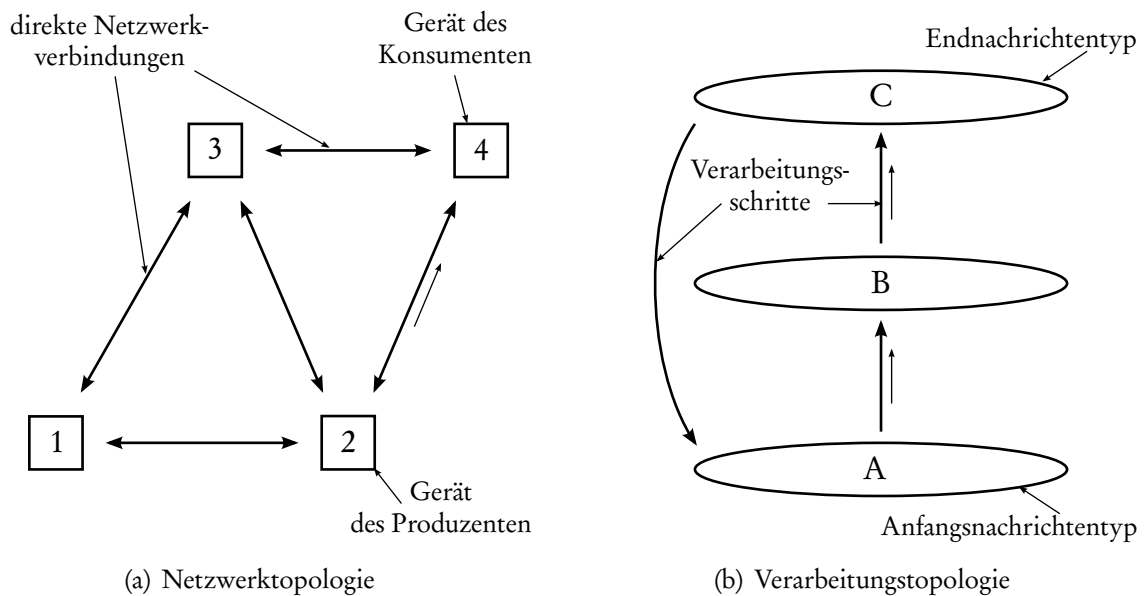 direkte Netzwerk-
verbindungen
Gerät des
Konsumenten
3
4
1
2
Gerät
des Produzenten
(a) Netzwerktopologie
Endnachrichtentyp
C
Verarbeitungs-
schritte
B
A
Anfangsnachrichtentyp
(b) Verarbeitungstopologie